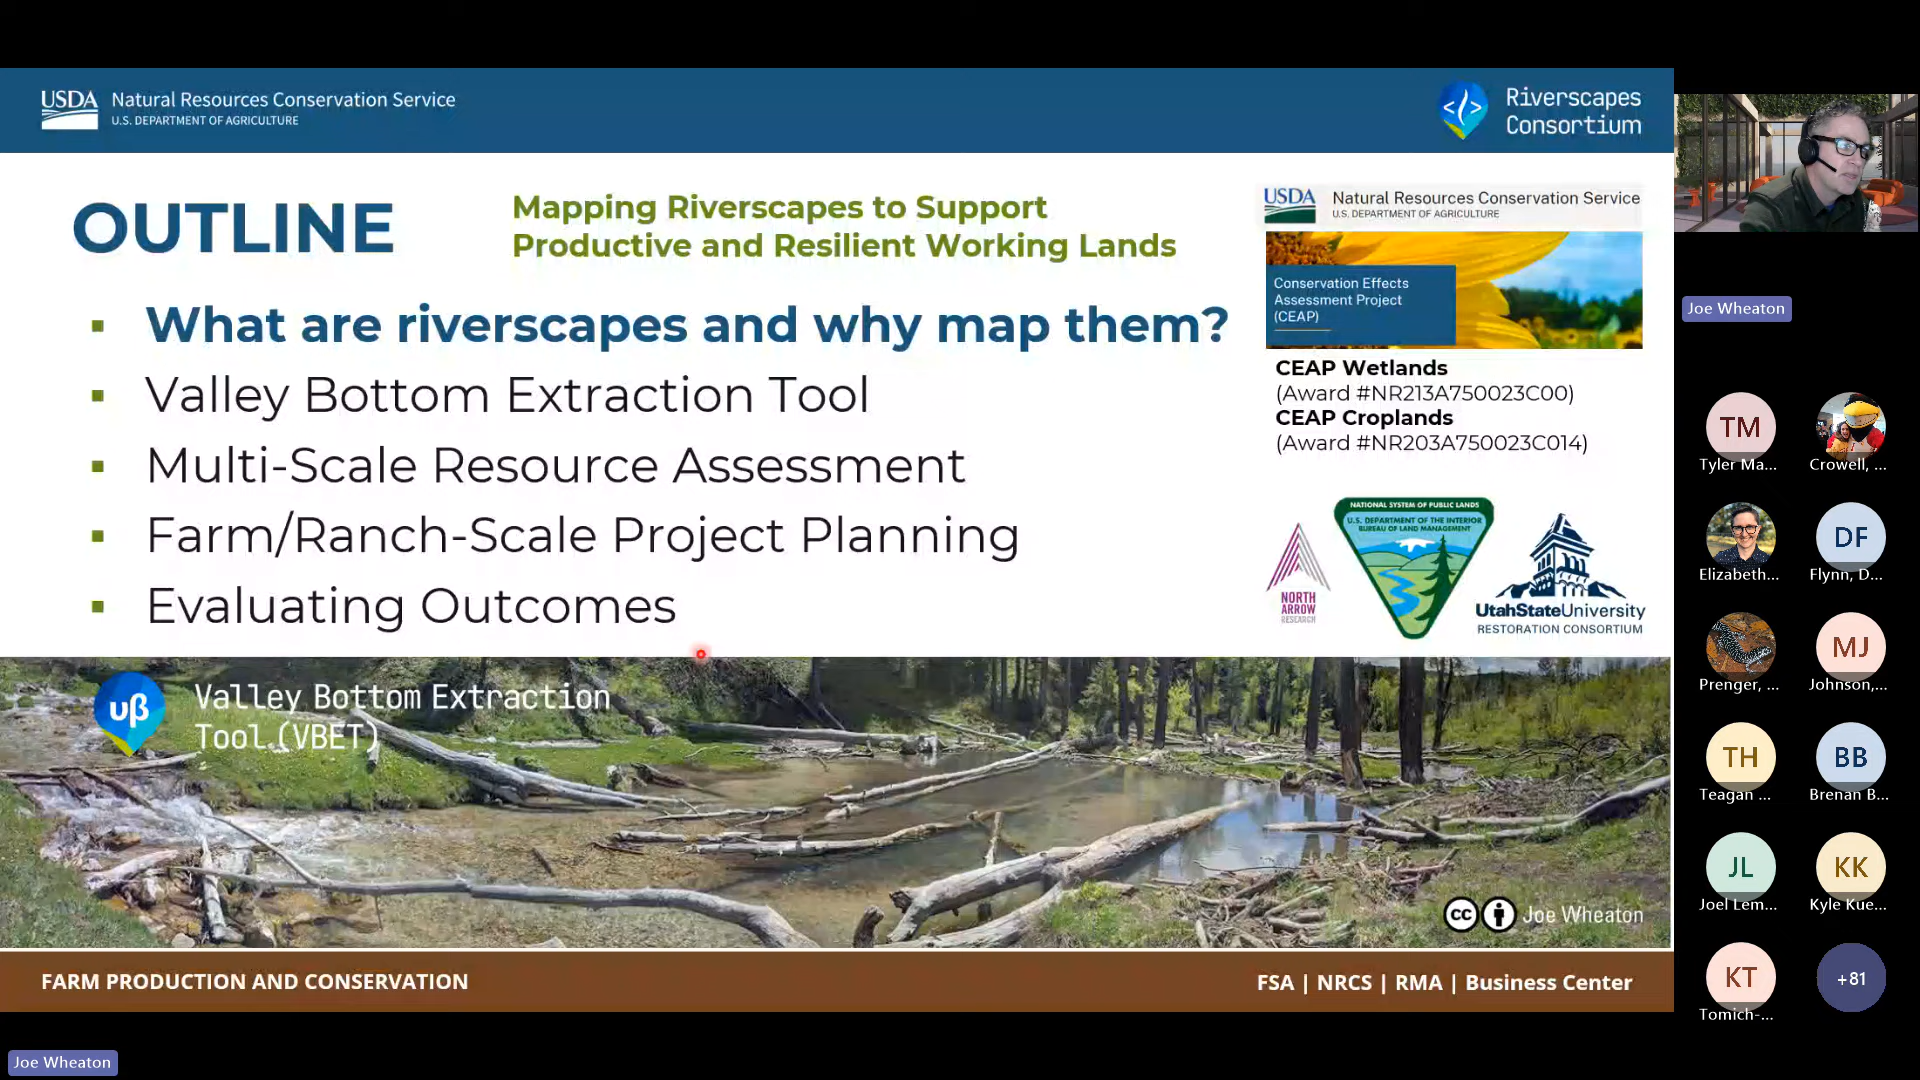 USDA Natural Resources Conservation Service
U.S. DEPARTMENT OF AGRICULTURE
Riverscapes
Consortium
OUTLINE
Mapping Riverscapes to Support
Productive and Resilient Working Lands
What are riverscapes and why map them?
Valley Bottom Extraction Tool
Multi-Scale Resource Assessment
Farm/Ranch-Scale Project Planning
Evaluating Outcomes
USDA Natural Resources Conservation Service
U.S. DEPARTMENT OF AGRICULTURE
Conservation Effects
Assessment Project
(CEAP)
CEAP Wetlands
(Award #NR213A750023C00)
CEAP Croplands
(Award #NR203A750023C014)
NORTH
ARROW
RESEARCH
NATIONAL SYSTEM OF PUBLIC LANDS
U.S. DEPARTMENT OF THE INTERIOR
BUREAU OF LAND MANAGEMENT
UtahStateUniversity
RESTORATION CONSORTIUM
υβ
Valley Bottom Extraction
Tool (VBET)
cc Joe Wheaton
FARM PRODUCTION AND CONSERVATION
FSA | NRCS | RMA | Business Center
Joe Wheaton
Joe Wheaton
TM
Tyler Ma...
Crowell, ...
Elizabeth...
DF
Flynn, D...
Prenger, ...
MJ
Johnson,...
TH
Teagan ...
BB
Brenan B...
JL
Joel Lem...
KK
Kyle Kue...
KT
Tomich-...
+81